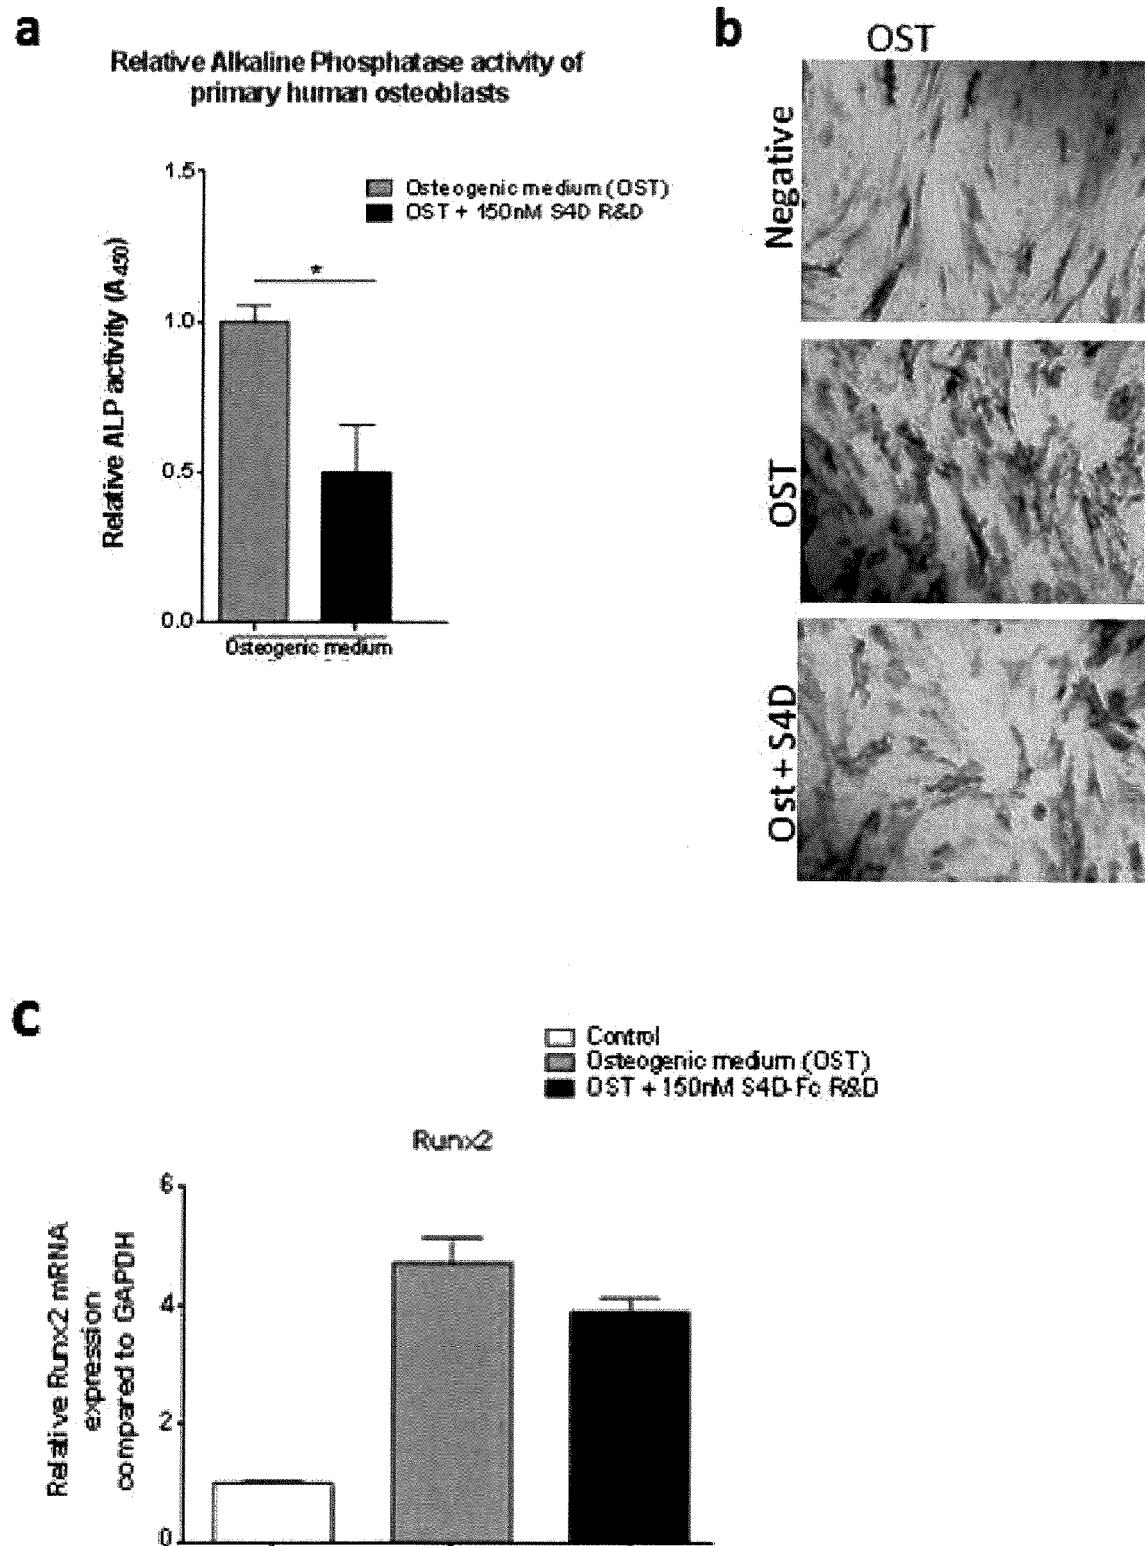 a
Relative Alkaline Phosphatase activity of
primary human osteoblasts
Relative ALP activity (A450)
1.5
1.0
0.5
0.0
Osteogenic medium (OST)
OST + 150nM S4D R&D
*
Osteogenic medium
b
OST
Negative
OST
Ost + S4D
c
Control
Osteogenic medium (OST)
OST + 150nM S4D-Fc R&D
Runx2
Relative Runx2 mRNA
expression
compared to GAPDH
6
4
2
0